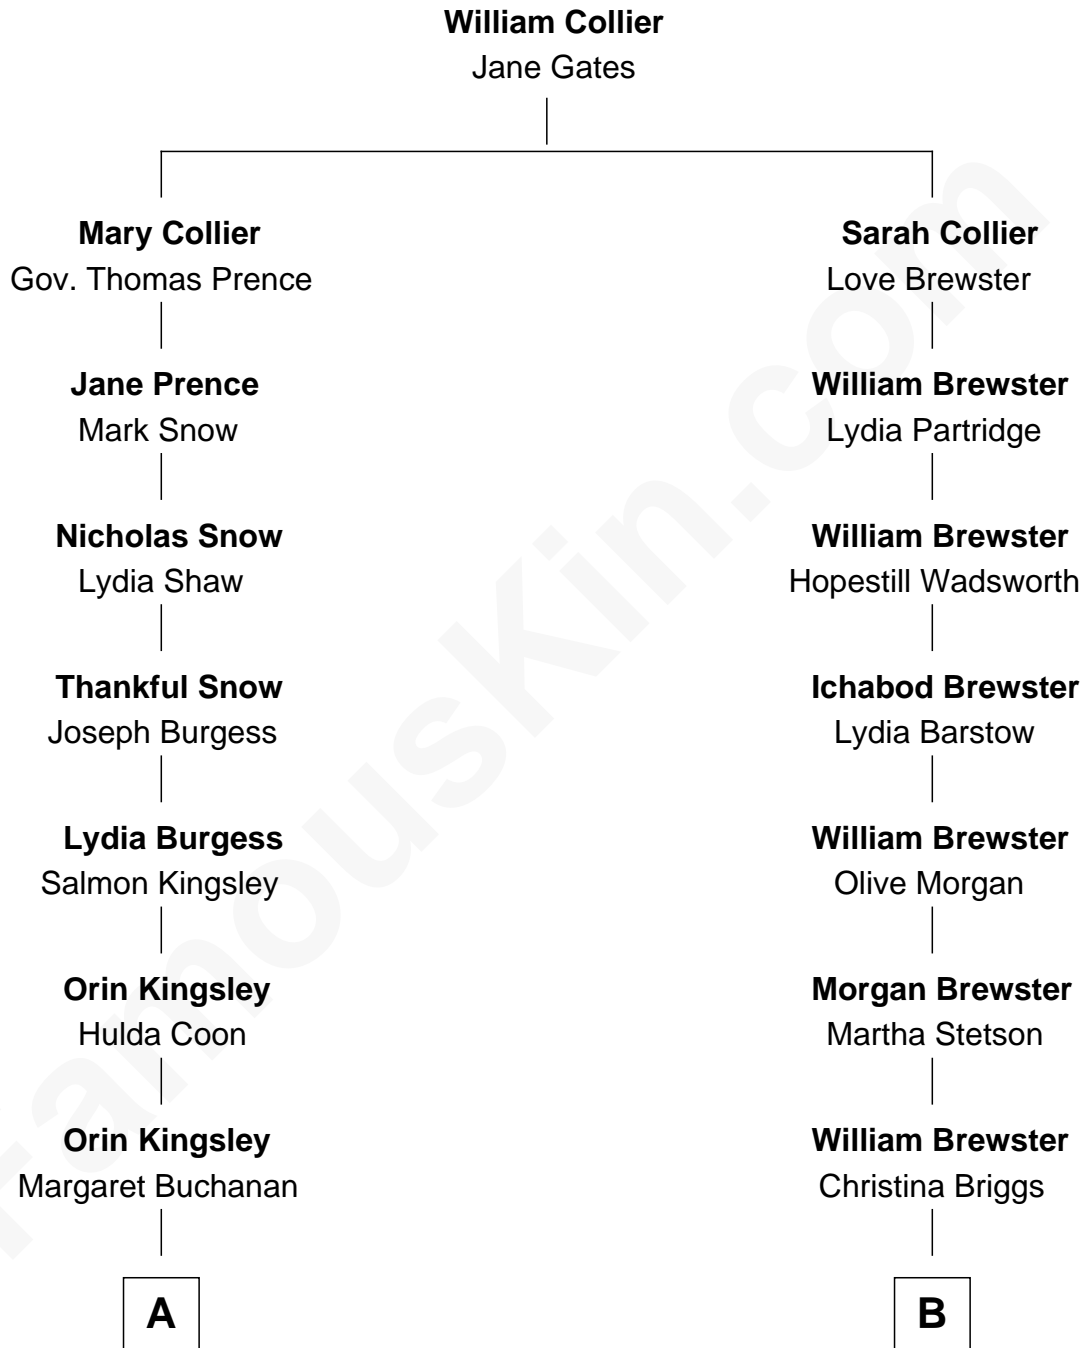 William Collier
Jane Gates
Mary Collier
Gov. Thomas Prence
Sarah Collier
Love Brewster
Jane Prence
Mark Snow
William Brewster
Lydia Partridge
Nicholas Snow
Lydia Shaw
William Brewster
Hopestill Wadsworth
Thankful Snow
Joseph Burgess
Ichabod Brewster
Lydia Barstow
Lydia Burgess
Salmon Kingsley
William Brewster
Olive Morgan
Orin Kingsley
Hulda Coon
Morgan Brewster
Martha Stetson
Orin Kingsley
Margaret Buchanan
William Brewster
Christina Briggs
A
B
FamousKin.com